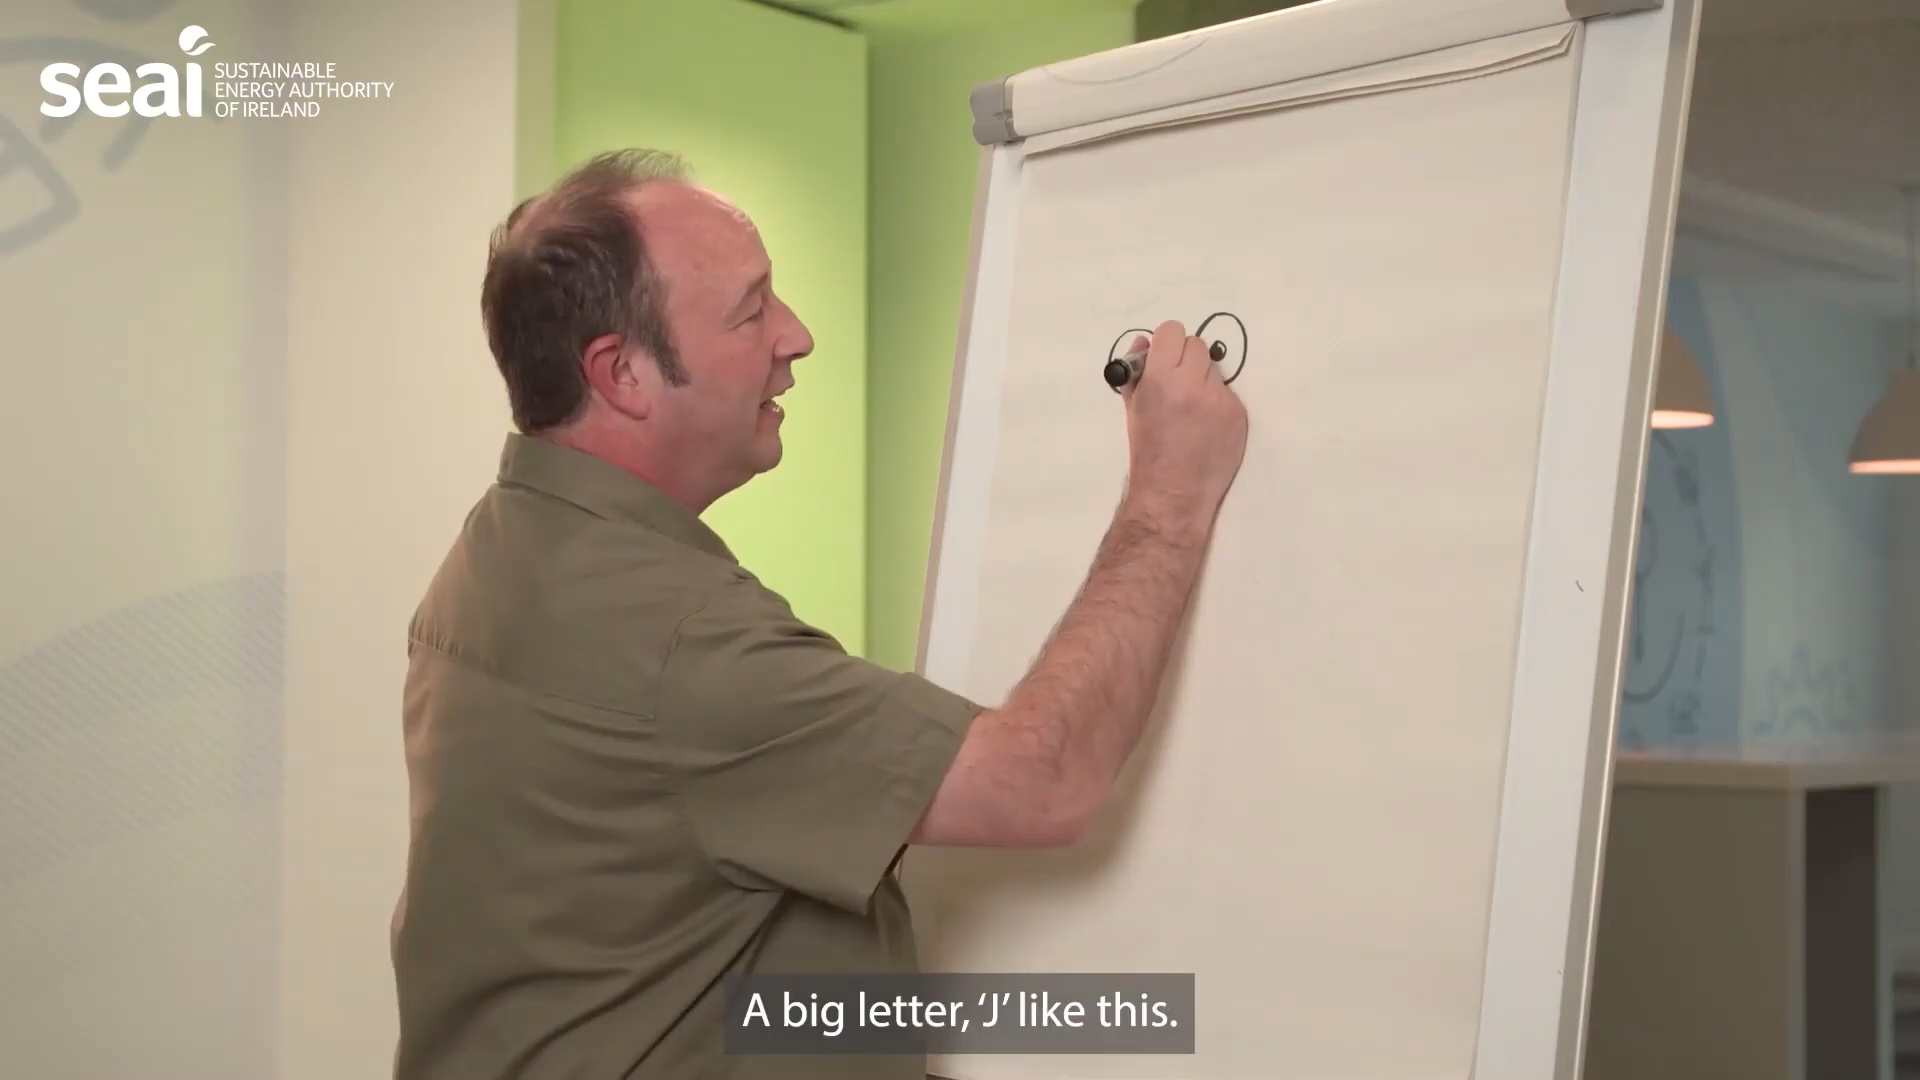 seai SUSTAINABLE
ENERGY AUTHORITY
OF IRELAND
A big letter, ‘J’ like this.